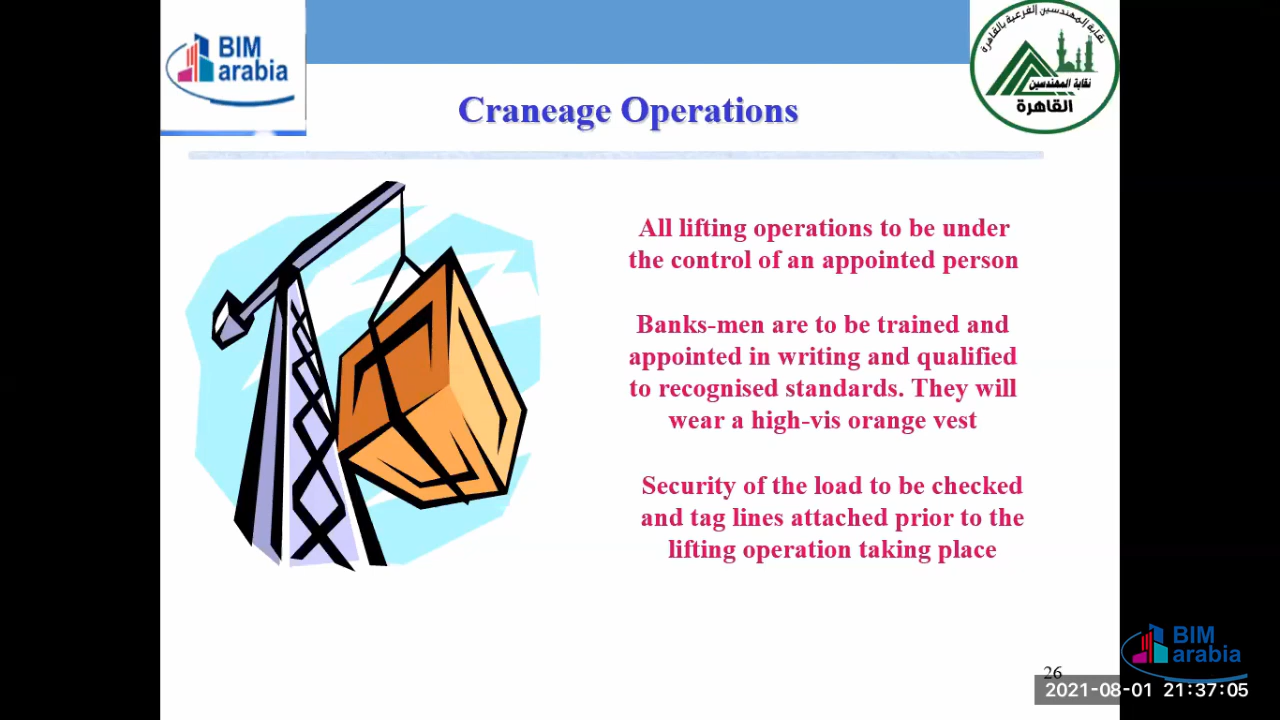 BIM
arabia
نقابة المهندسين الفرعية بالقاهرة
نقابة المهندسين
القاهرة
Craneage Operations
All lifting operations to be under
the control of an appointed person
Banks-men are to be trained and
appointed in writing and qualified
to recognised standards. They will
wear a high-vis orange vest
Security of the load to be checked
and tag lines attached prior to the
lifting operation taking place
BIM
arabia
26
2021-08-01 21:37:05